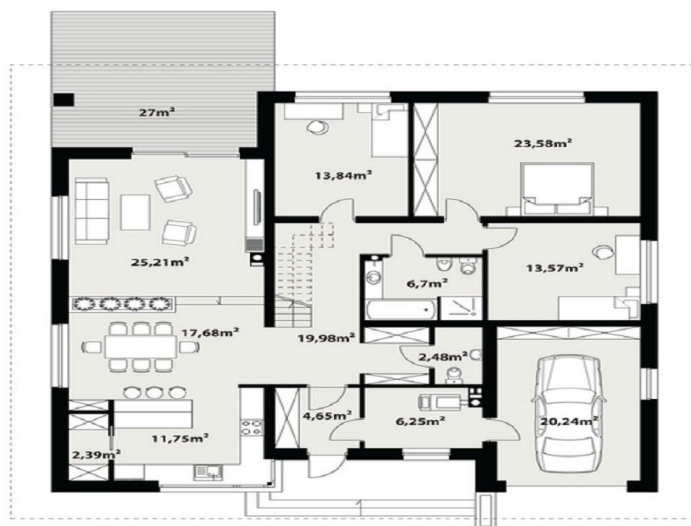 27m²
23,58m²
13,84m²
25,21m²
6,7m²
13,57m²
17,68m²
19,98m²
2,48m²
4,65m²
6,25m²
20,24m²
11,75m²
2,39m²